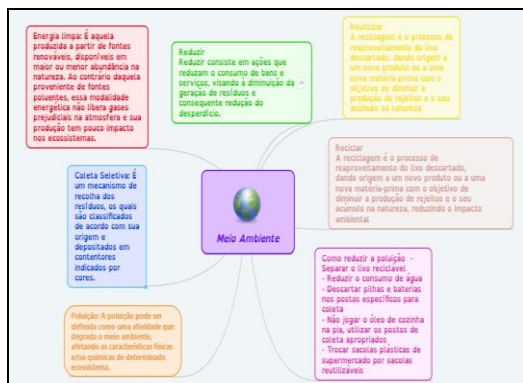 Energia limpa: É aquela
produzida a partir de fontes
renováveis, disponíveis em
maior ou menor abundância na
natureza. Ao contrário daquela
proveniente de fontes
poluentes, essa modalidade
energética não libera gases
prejudiciais na atmosfera e sua
produção tem pouco impacto
nos ecossistemas.
Reduzir
Reduzir consiste em ações que
reduzam o consumo de bens e
serviços, visando à diminuição da
geração de resíduos e
consequente redução do
desperdício.
Reutilizar
A reciclagem é o processo de
reaproveitamento do lixo
descartado, dando origem a
um novo produto ou a uma
nova matéria-prima com o
objetivo de diminuir a
produção de rejeitos e o seu
acúmulo na natureza
Reciclar
A reciclagem é o processo de
reaproveitamento do lixo descartado,
dando origem a um novo produto ou a uma
nova matéria-prima com o objetivo de
diminuir a produção de rejeitos e o seu
acúmulo na natureza, reduzindo o impacto
ambiental
Coleta Seletiva: É
um mecanismo de
recolha dos
resíduos, os quais
são classificados
de acordo com sua
origem e
depositados em
contentores
indicados por
cores.
Meio Ambiente
Como reduzir a poluição -
Separar o lixo reciclável
- Reduzir o consumo de água
- Descartar pilhas e baterias
nos postos específicos para
coleta
- Não jogar o óleo de cozinha
na pia, utilizar os postos de
coleta apropriados
- Trocar sacolas plásticas de
supermercado por sacolas
reutilizáveis
Poluição: A poluição pode ser
definida como uma atividade que
degrada o meio ambiente,
afetando as características físicas
e/ou químicas de determinado
ecossistema.